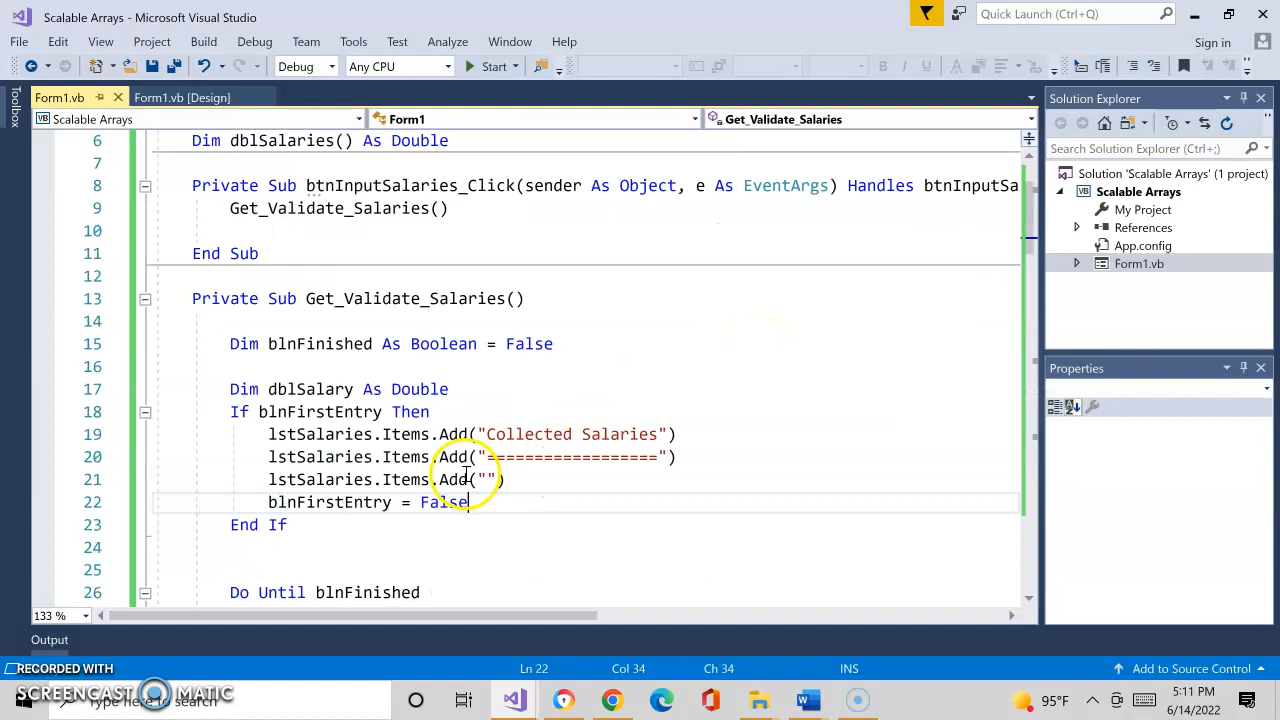 Scalable Arrays - Microsoft Visual Studio
Quick Launch (Ctrl+Q)
File Edit View Project Build Debug Team Tools Test Analyze Window Help
Sign in
Debug Any CPU Start
Toolbox
Form1.vb Form1.vb [Design]
Scalable Arrays Form1 Get_Validate_Salaries
6 Dim dblSalaries() As Double
7
8 Private Sub btnInputSalaries_Click(sender As Object, e As EventArgs) Handles btnInputSa
9 Get_Validate_Salaries()
10
11 End Sub
12
13 Private Sub Get_Validate_Salaries()
14
15 Dim blnFinished As Boolean = False
16
17 Dim dblSalary As Double
18 If blnFirstEntry Then
19 lstSalaries.Items.Add("Collected Salaries")
20 lstSalaries.Items.Add("==================")
21 lstSalaries.Items.Add("")
22 blnFirstEntry = False
23 End If
24
25
26 Do Until blnFinished
133 %
Solution Explorer
Search Solution Explorer (Ctrl+;)
Solution 'Scalable Arrays' (1 project)
Scalable Arrays
My Project
References
App.config
Form1.vb
Properties
Output
Ln 22 Col 34 Ch 34 INS
Add to Source Control
RECORDED WITH
SCREENCAST MATIC
Type here to search
95°F
5:11 PM
6/14/2022